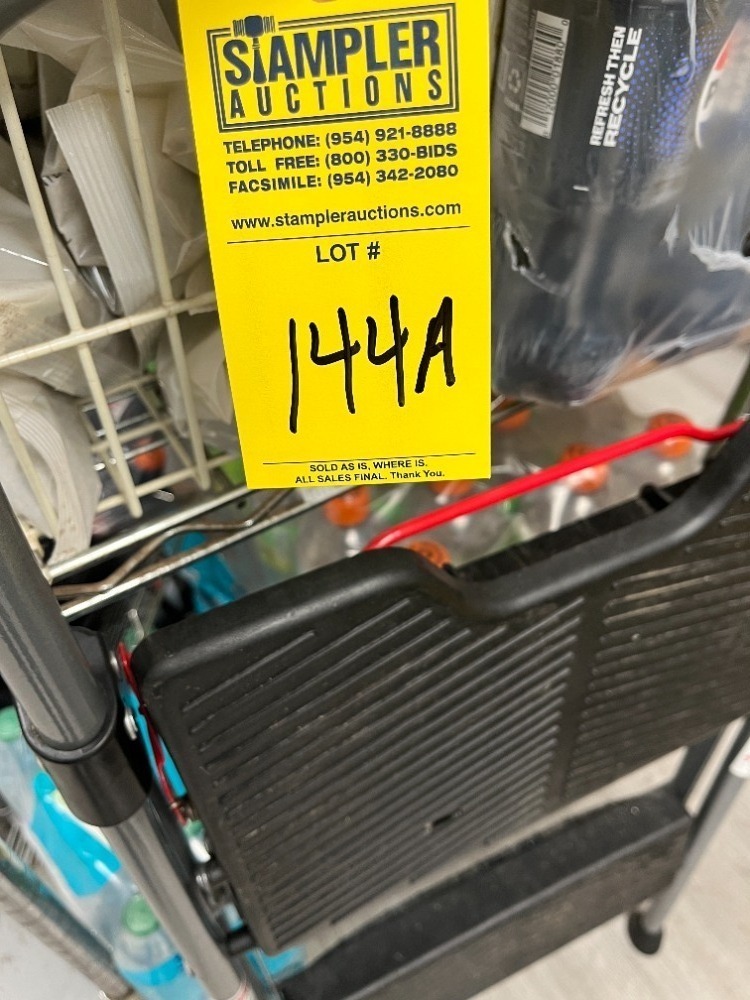 STAMPLER
AUCTIONS
TELEPHONE: (954) 921-8888
TOLL FREE: (800) 330-BIDS
FACSIMILE: (954) 342-2080
www.stamplerauctions.com
LOT #
144A
SOLD AS IS, WHERE IS.
ALL SALES FINAL. Thank You.
REFRESH THEN
RECYCLE